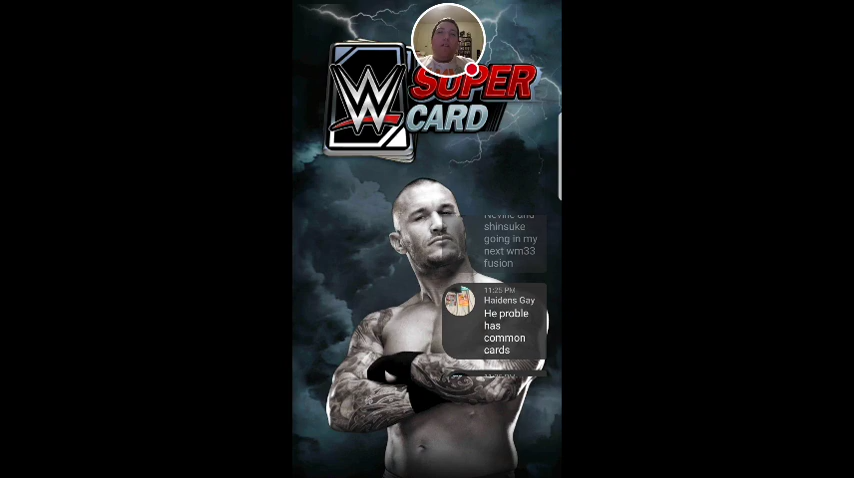 W
SUPER
CARD
Neville and
shinsuke
going in my
next wm33
fusion
11:25 PM
Haidens Gay
He proble
has
common
cards